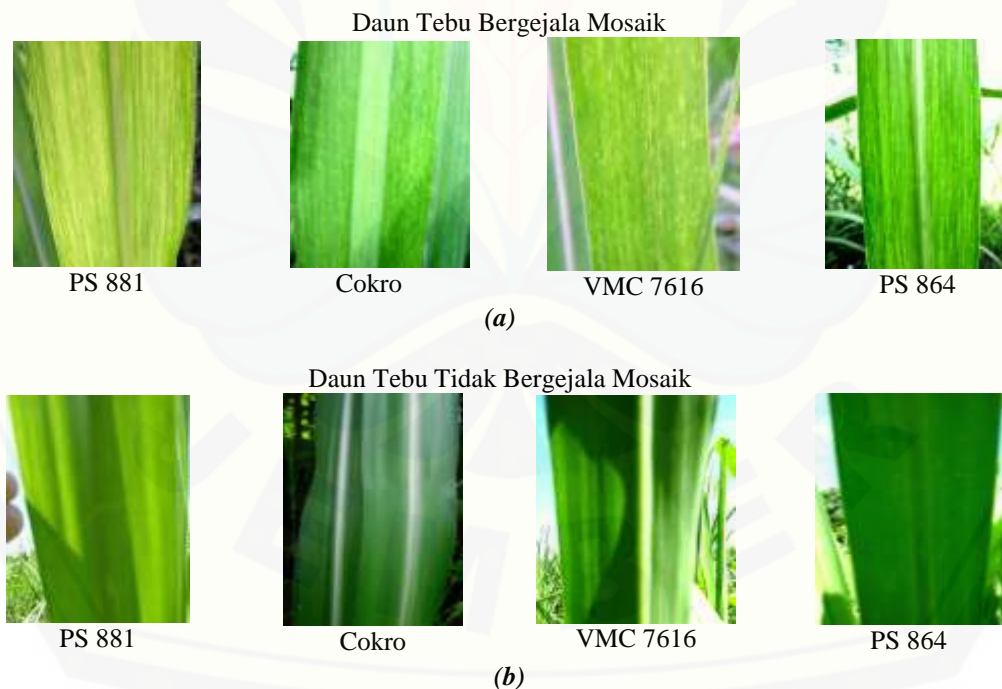 Daun Tebu Bergejala Mosaik
PS 881 Cokro VMC 7616 PS 864
(a)
Daun Tebu Tidak Bergejala Mosaik
PS 881 Cokro VMC 7616 PS 864
(b)